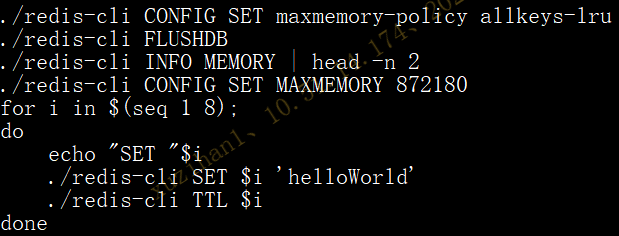 ./redis-cli CONFIG SET maxmemory-policy allkeys-lru
./redis-cli FLUSHDB
./redis-cli INFO MEMORY | head -n 2
./redis-cli CONFIG SET MAXMEMORY 872180
for i in $(seq 1 8);
do
    echo "SET "$i
    ./redis-cli SET $i 'helloWorld'
    ./redis-cli TTL $i
done